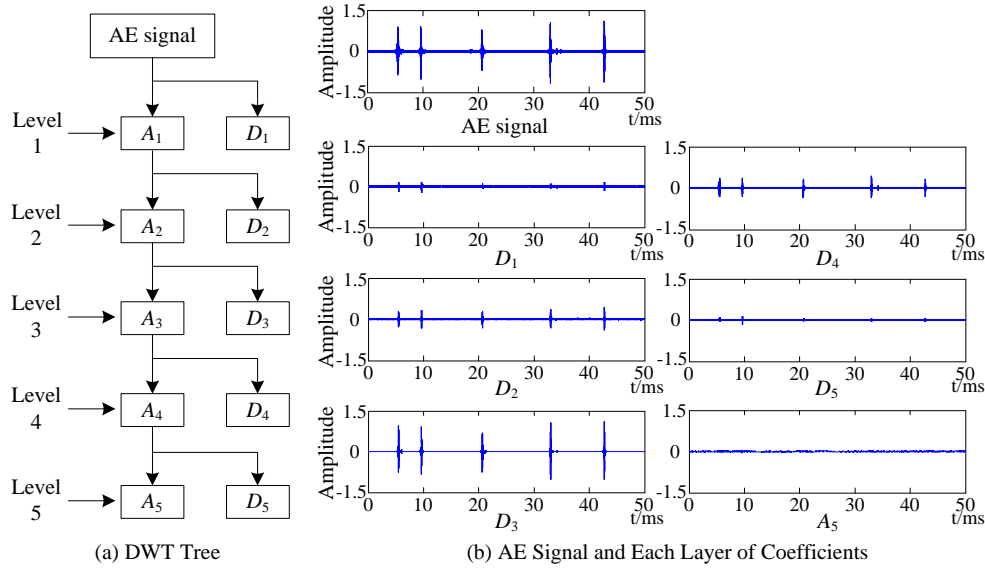 AE signal
Level
1
A₁
D₁
Level
2
A₂
D₂
Level
3
A₃
D₃
Level
4
A₄
D₄
Level
5
A₅
D₅
(a) DWT Tree
Amplitude
1.5
0
-1.5
0 10 20 30 40 50
t/ms
AE signal
Amplitude
1.5
0
-1.5
0 10 20 30 40 50
t/ms
D₁
1.5
0
-1.5
0 10 20 30 40 50
t/ms
D₄
Amplitude
1.5
0
-1.5
0 10 20 30 40 50
t/ms
D₂
1.5
0
-1.5
0 10 20 30 40 50
t/ms
D₅
Amplitude
1.5
0
-1.5
0 10 20 30 40 50
t/ms
D₃
1.5
0
-1.5
0 10 20 30 40 50
t/ms
A₅
(b) AE Signal and Each Layer of Coefficients